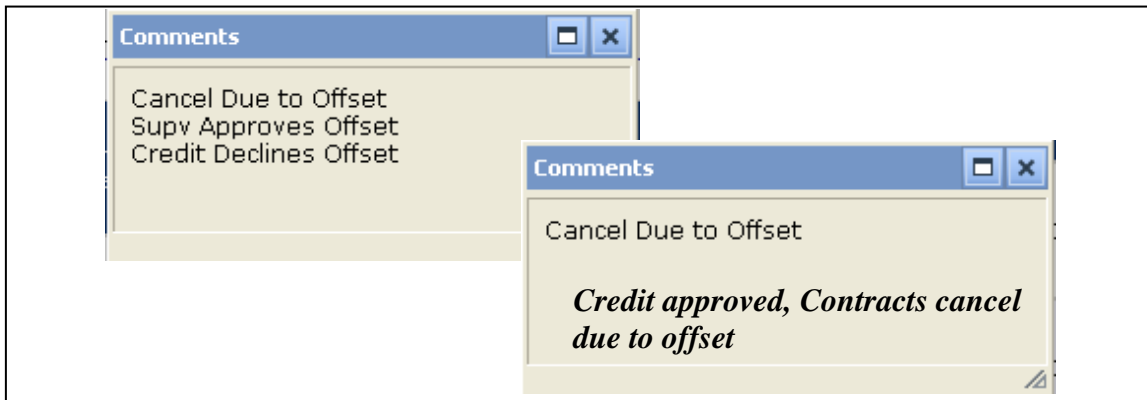 Comments
Cancel Due to Offset
Supv Approves Offset
Credit Declines Offset
Comments
Cancel Due to Offset
Credit approved, Contracts cancel
due to offset